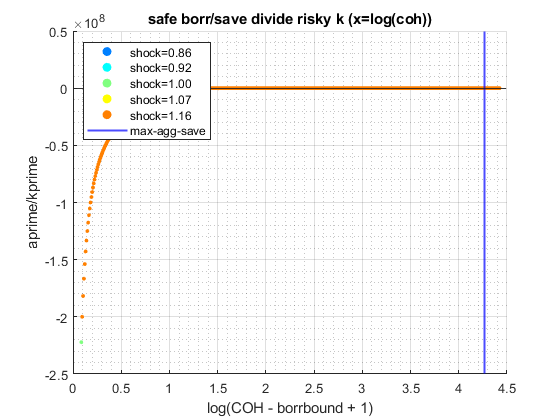 safe borr/save divide risky k (x=log(coh))
×10^8
0.5
0
-0.5
-1
-1.5
-2
-2.5
aprime/kprime
shock=0.86
shock=0.92
shock=1.00
shock=1.07
shock=1.16
max-agg-save
0 0.5 1 1.5 2 2.5 3 3.5 4 4.5
log(COH - borrbound + 1)